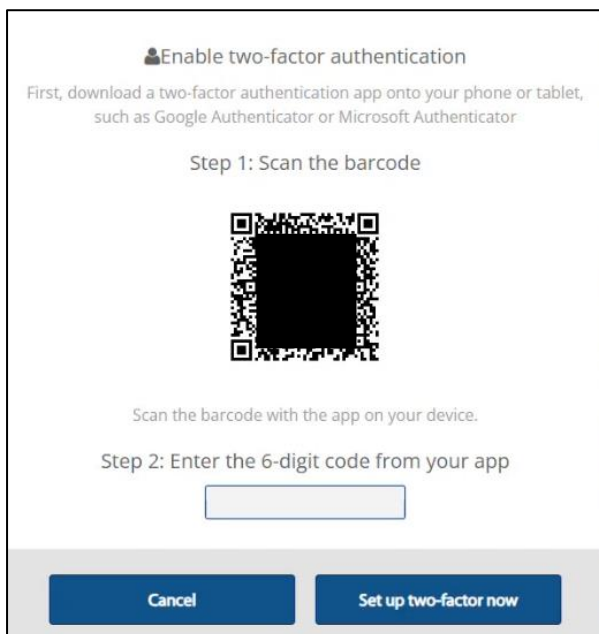 Enable two-factor authentication
First, download a two-factor authentication app onto your phone or tablet,
such as Google Authenticator or Microsoft Authenticator
Step 1: Scan the barcode
Scan the barcode with the app on your device.
Step 2: Enter the 6-digit code from your app
Cancel
Set up two-factor now